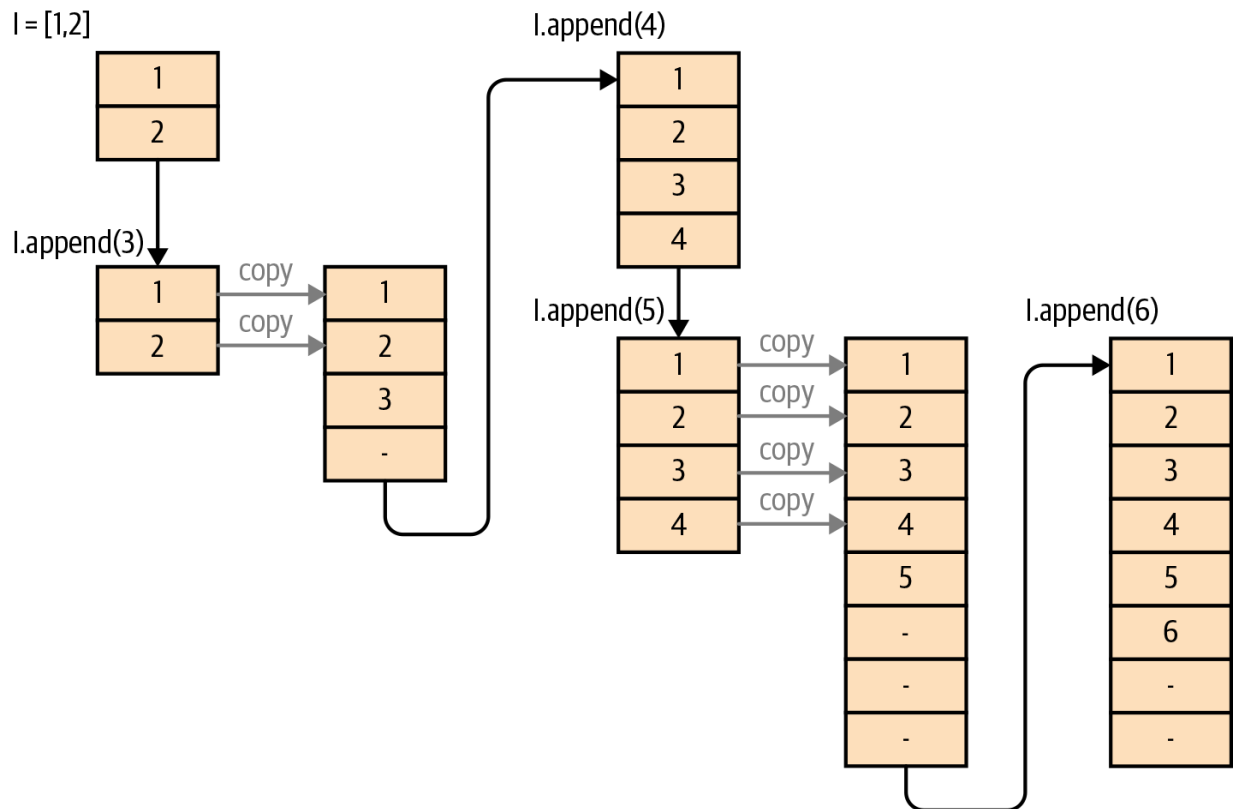 l = [1,2]
1
2
l.append(3)
1 copy 1
2 copy 2
3
-
l.append(4)
1
2
3
4
l.append(5)
1 copy 1
2 copy 2
3 copy 3
4 copy 4
5
-
-
-
l.append(6)
1
2
3
4
5
6
-
-